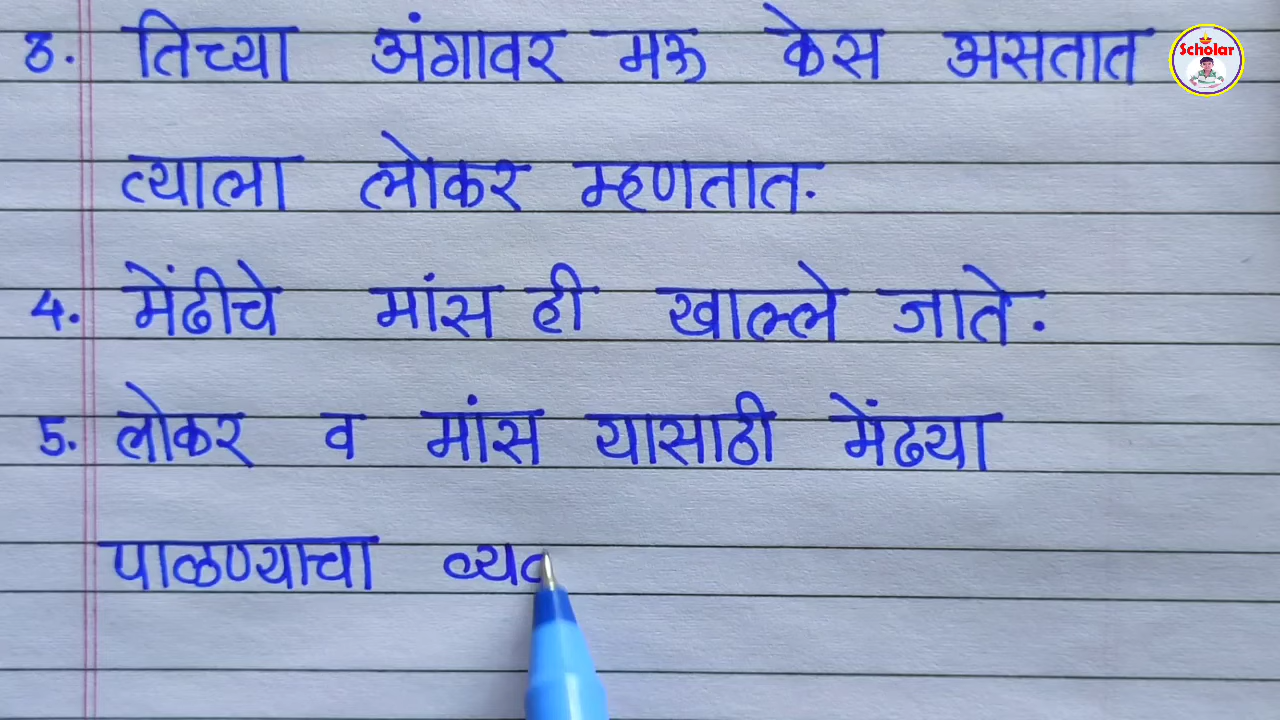 3. तिच्या अंगावर मऊ केस असतात
Scholar
त्याला लोकर म्हणतात.
4. मेंढीचे मांस ही खाल्ले जाते.
5. लोकर व मांस यासाठी मेंढ्या
पाळण्याचा